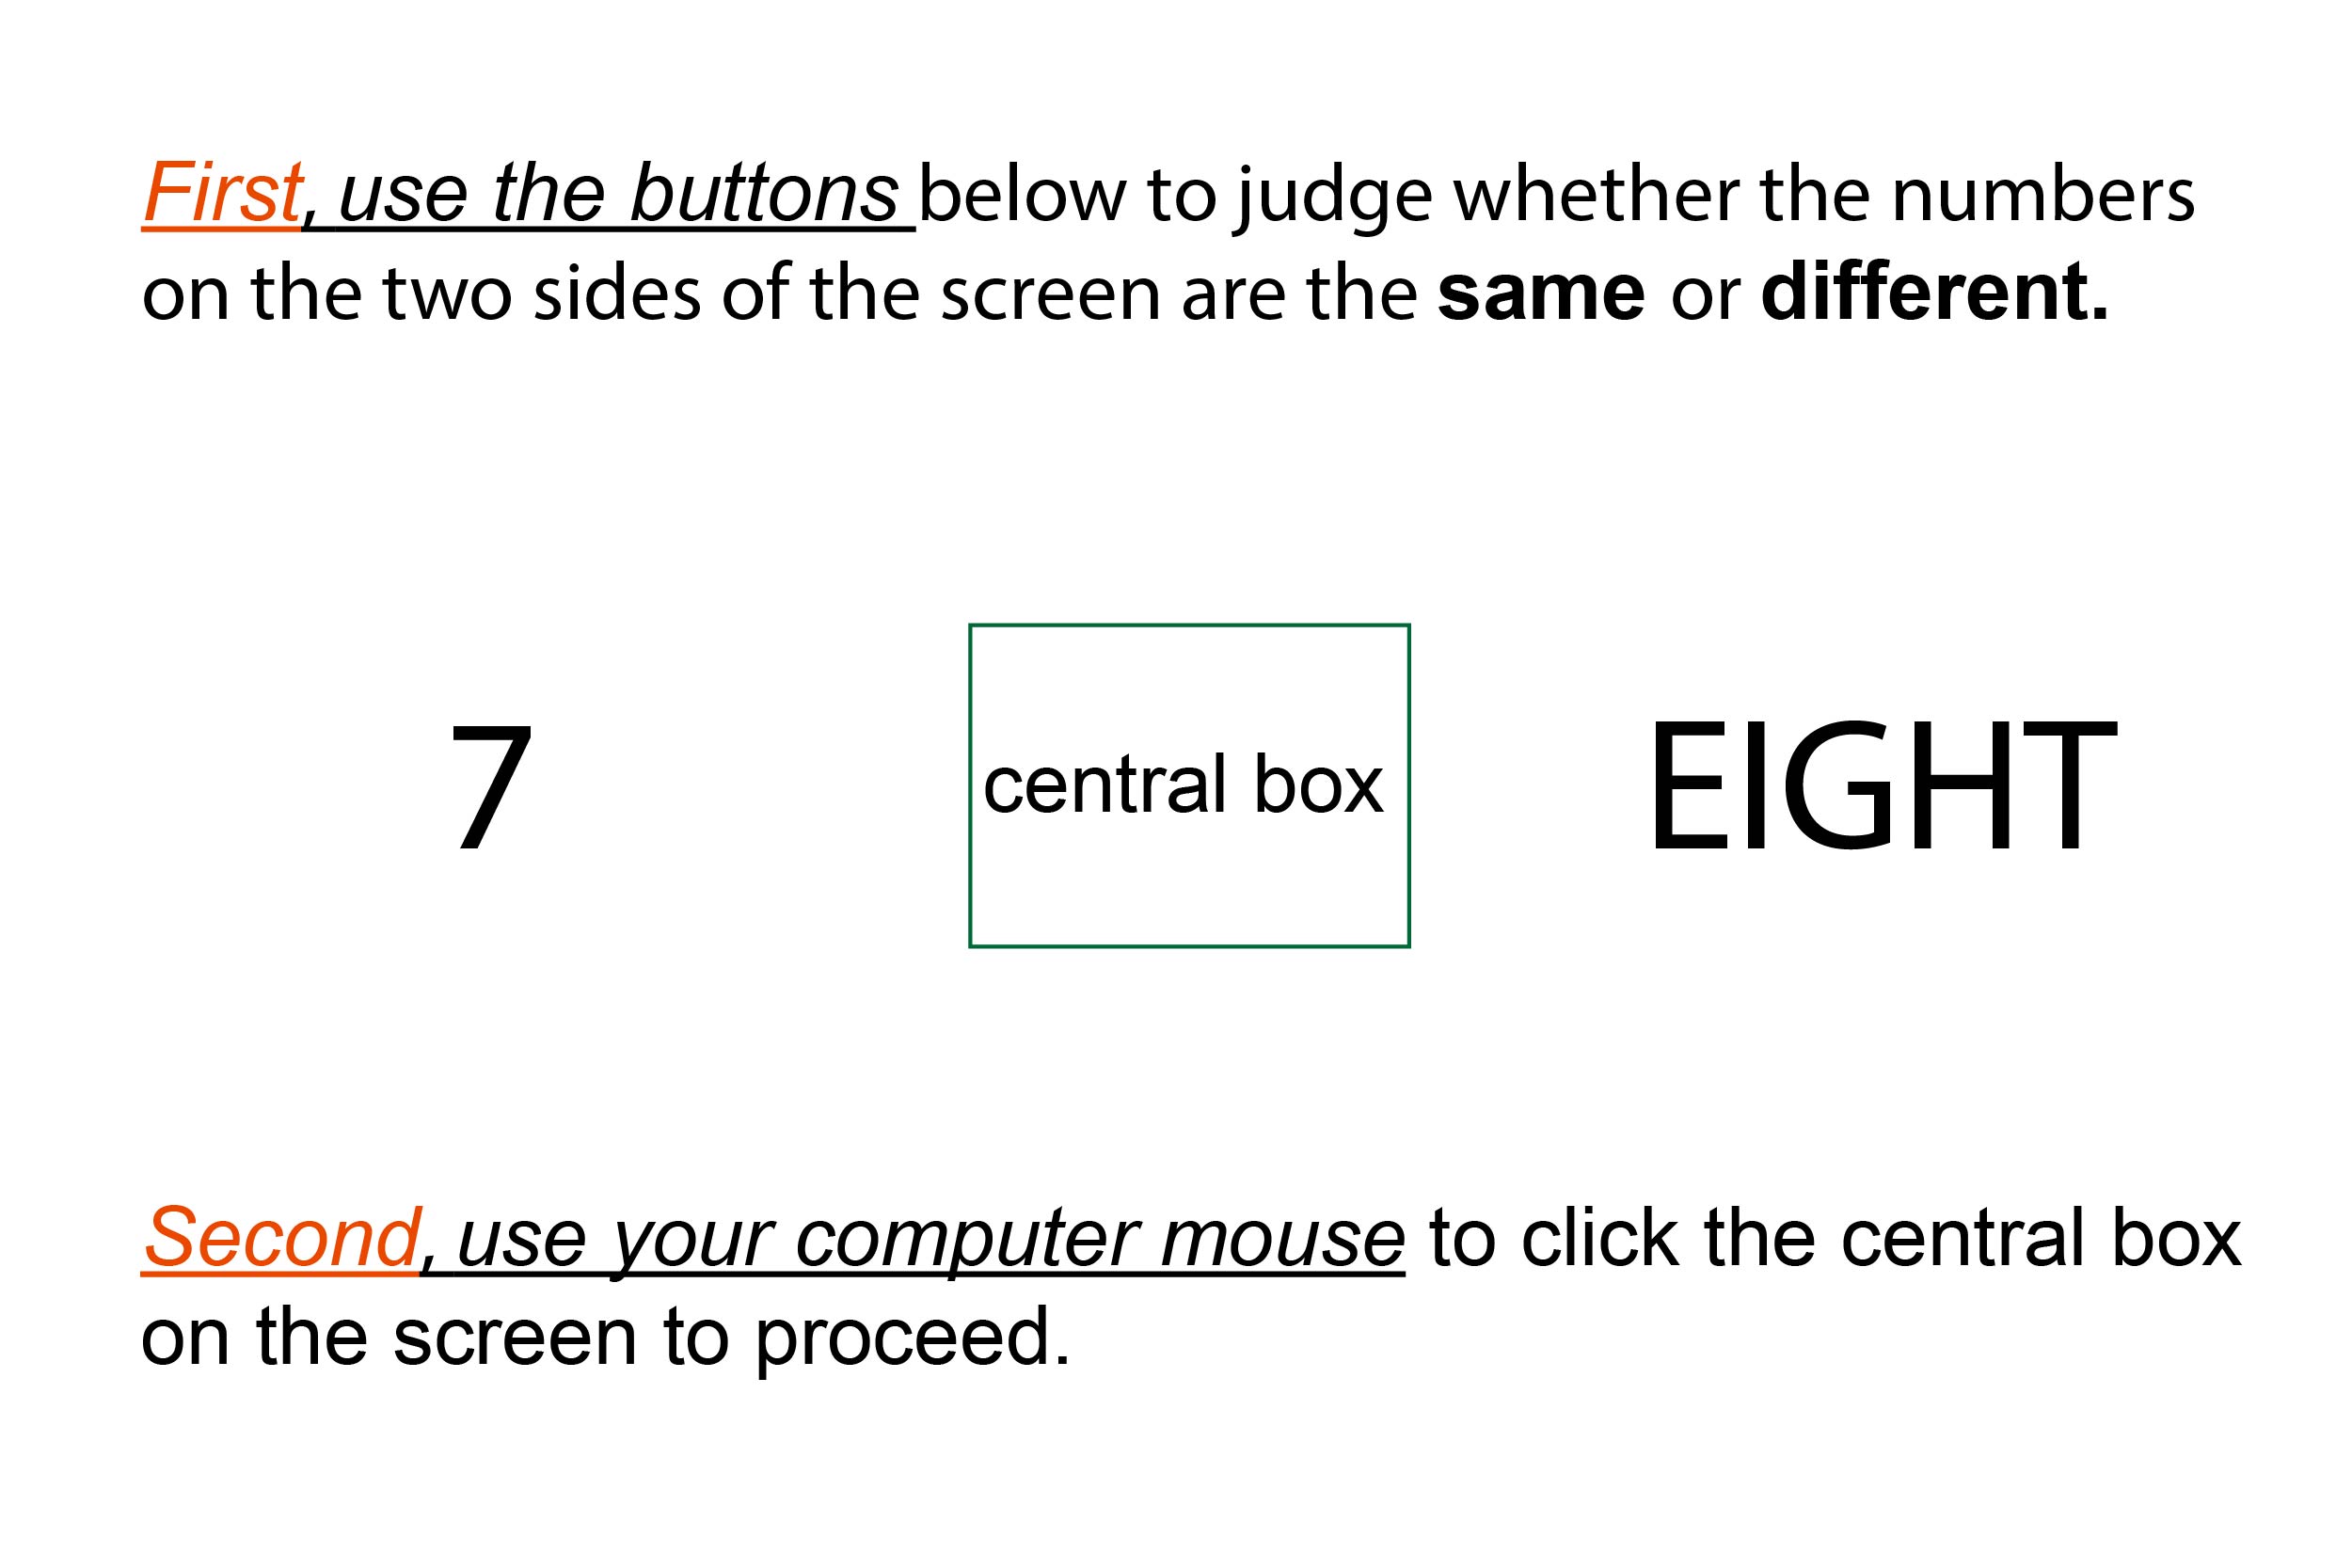 First, use the buttons below to judge whether the numbers
on the two sides of the screen are the same or different.
7
central box
EIGHT
Second, use your computer mouse to click the central box
on the screen to proceed.